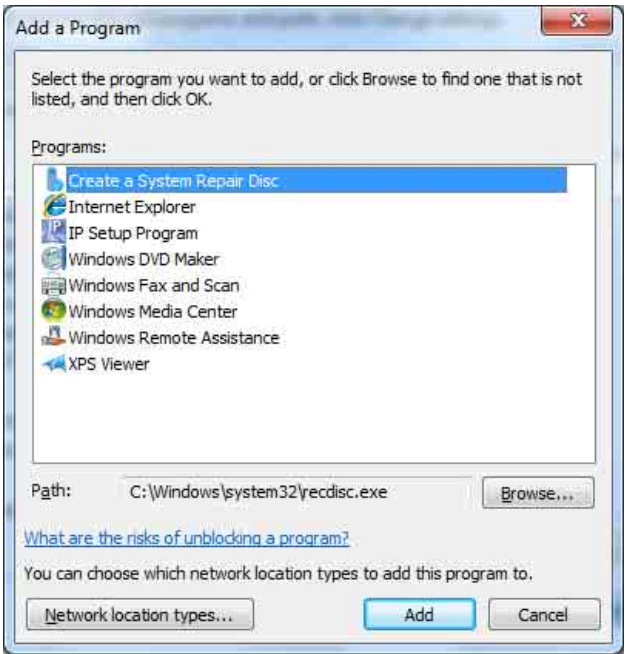 Add a Program
Select the program you want to add, or click Browse to find one that is not
listed, and then click OK.
Programs:
Create a System Repair Disc
Internet Explorer
IP Setup Program
Windows DVD Maker
Windows Fax and Scan
Windows Media Center
Windows Remote Assistance
XPS Viewer
Path: C:\Windows\system32\recdisc.exe Browse...
What are the risks of unblocking a program?
You can choose which network location types to add this program to.
Network location types... Add Cancel